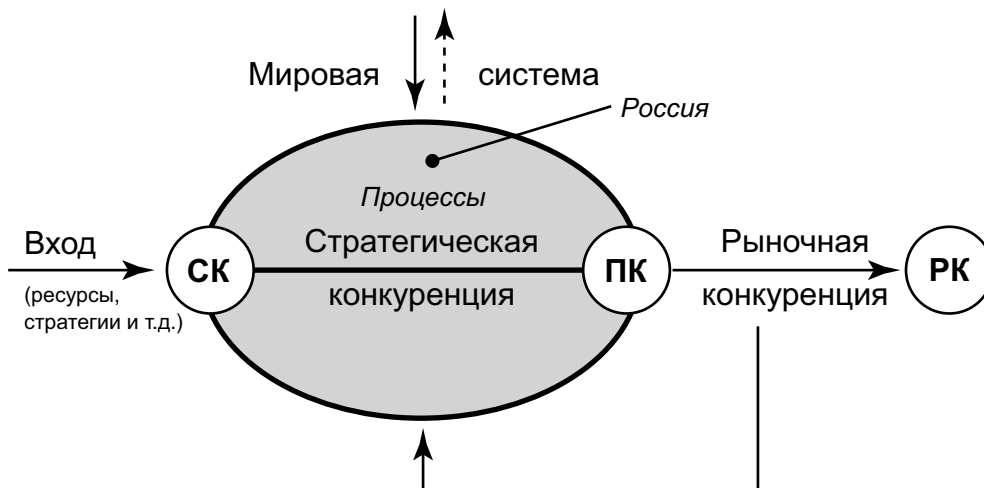 Мировая система
Россия
Процессы
Вход
(ресурсы,
стратегии и т.д.)
СК
Стратегическая
конкуренция
ПК
Рыночная
конкуренция
РК